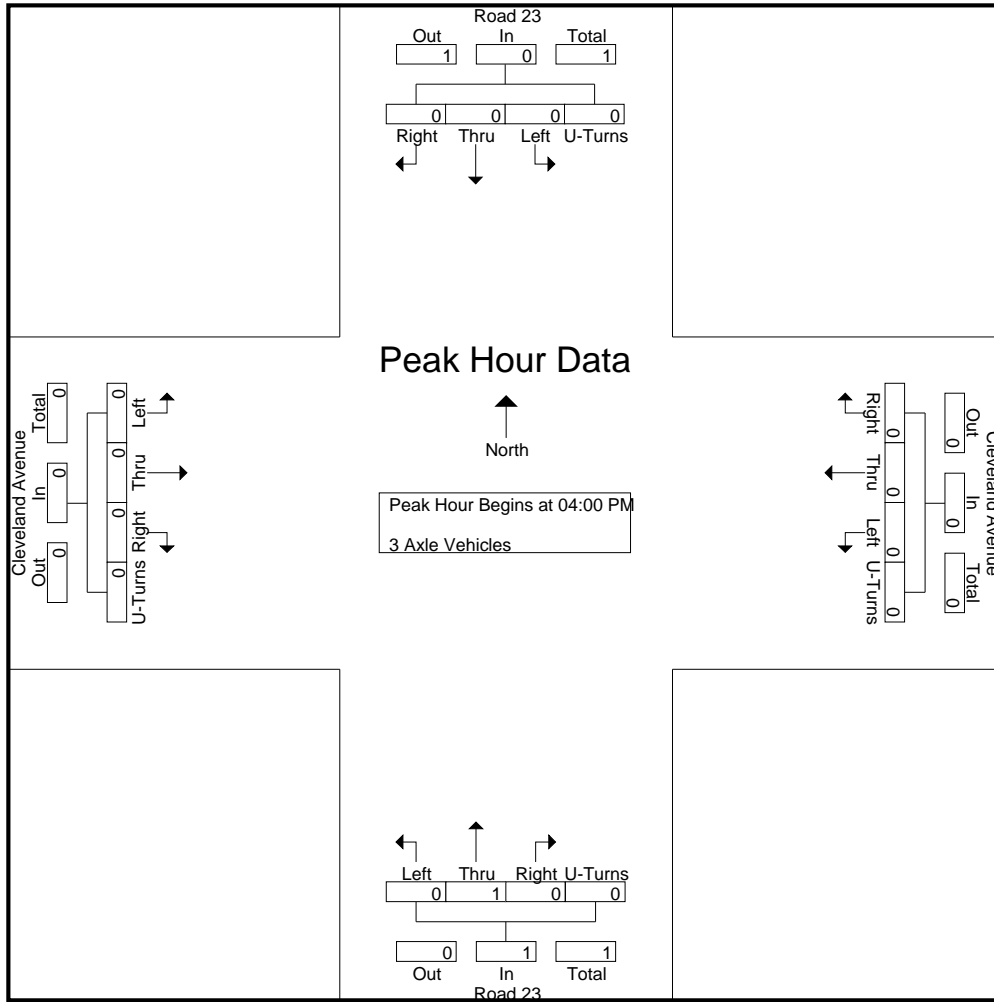 Road 23
Out In Total
1 0 1
0 0 0 0
Right Thru Left U-Turns
Peak Hour Data
North
Peak Hour Begins at 04:00 PM
3 Axle Vehicles
Cleveland Avenue
Out In Total
0 0 0
0 0 0 0
U-Turns Right Thru Left
Cleveland Avenue
Out In Total
0 0 0
0 0 0 0
Right Thru Left U-Turns
Left Thru Right U-Turns
0 1 0 0
0 1 1
Out In Total
Road 23